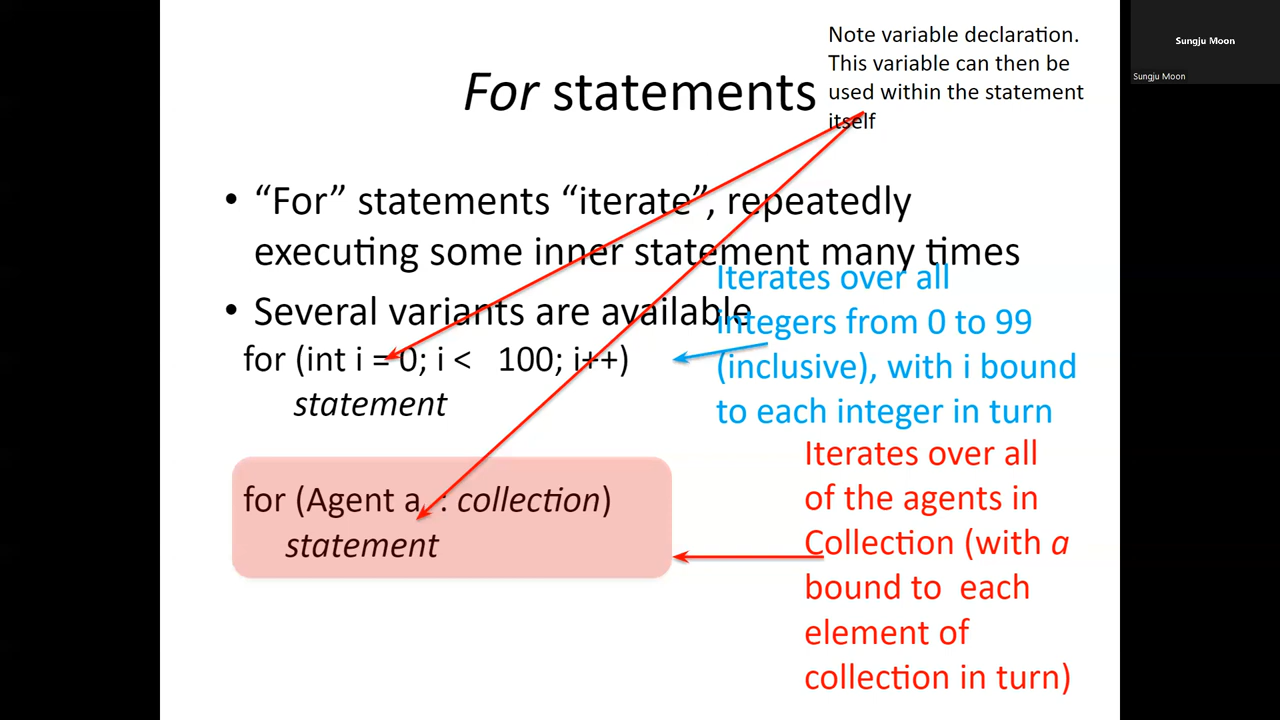 Note variable declaration.
This variable can then be
used within the statement
itself
For statements
• “For” statements “iterate”, repeatedly
executing some inner statement many times
• Several variants are available
for (int i = 0; i < 100; i++)
statement
Iterates over all
integers from 0 to 99
(inclusive), with i bound
to each integer in turn
for (Agent a : collection)
statement
Iterates over all
of the agents in
Collection (with a
bound to each
element of
collection in turn)
Sungju Moon
Sungju Moon